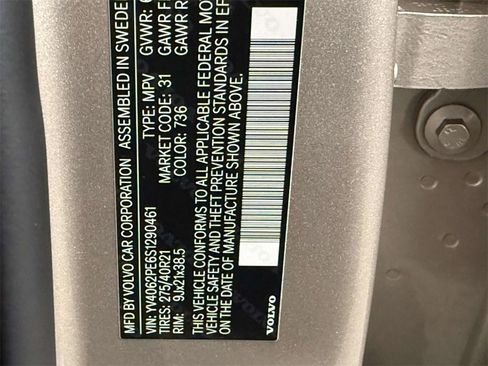 MFD BY VOLVO CAR CORPORATION ASSEMBLED IN SWEDE
VIN: YV4062PE6S1290461 TYPE: MPV GVWR:
TIRES: 275/40R21 MARKET CODE: 31 GAWR F
RIM: 9Jx21x38.5 COLOR: 736 GAWR R
THIS VEHICLE CONFORMS TO ALL APPLICABLE FEDERAL MO
VEHICLE SAFETY AND THEFT PREVENTION STANDARDS IN EF
ON THE DATE OF MANUFACTURE SHOWN ABOVE.
VOLVO